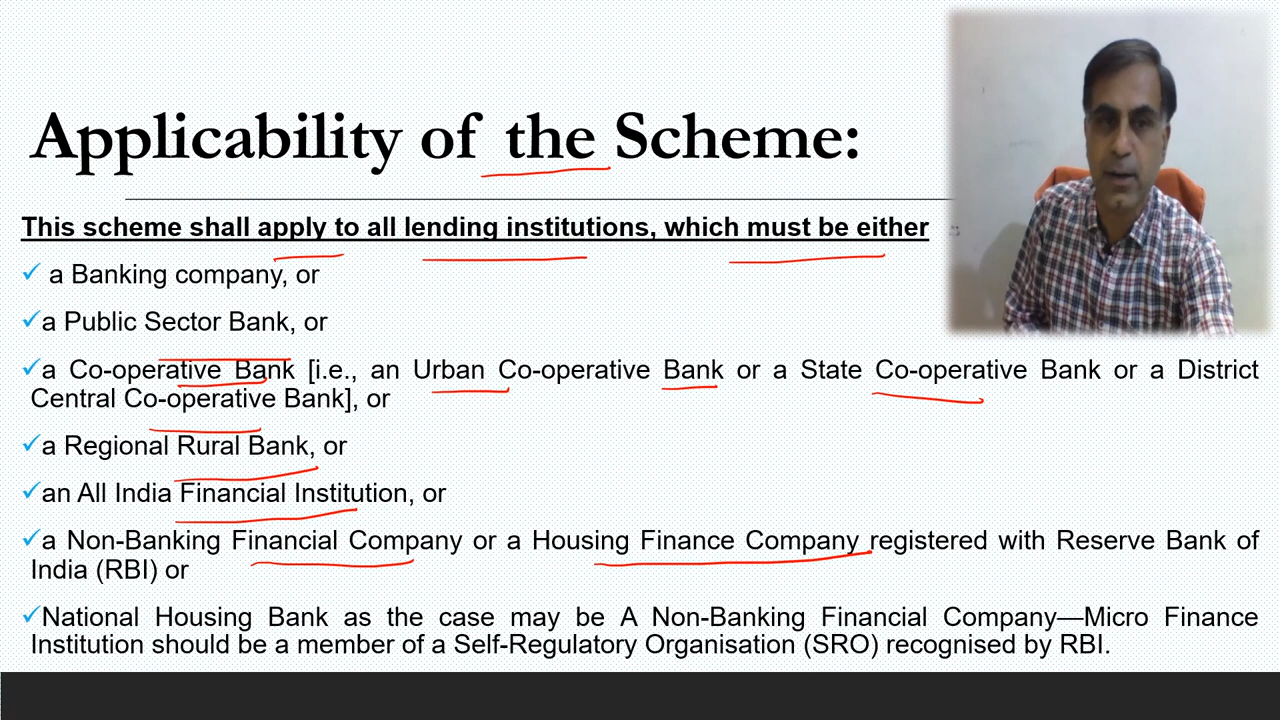 Applicability of the Scheme:
This scheme shall apply to all lending institutions, which must be either
✓ a Banking company, or
✓a Public Sector Bank, or
✓a Co-operative Bank [i.e., an Urban Co-operative Bank or a State Co-operative Bank or a District
Central Co-operative Bank], or
✓a Regional Rural Bank, or
✓an All India Financial Institution, or
✓a Non-Banking Financial Company or a Housing Finance Company registered with Reserve Bank of
India (RBI) or
✓National Housing Bank as the case may be A Non-Banking Financial Company—Micro Finance
Institution should be a member of a Self-Regulatory Organisation (SRO) recognised by RBI.